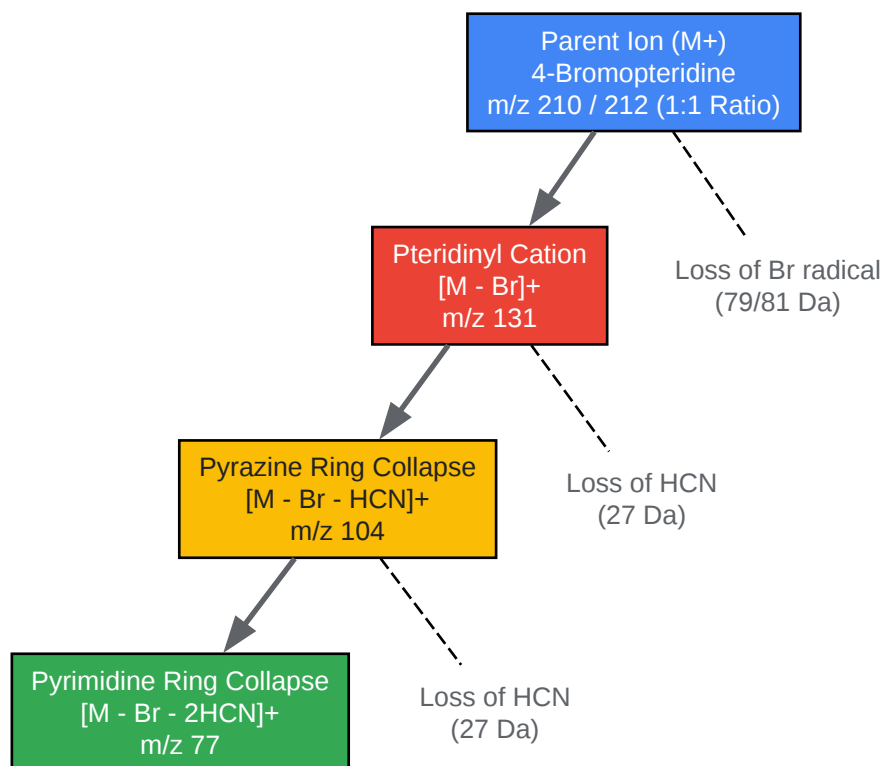 Parent Ion (M+)
4-Bromopteridine
m/z 210 / 212 (1:1 Ratio)
Pteridinyl Cation
[M - Br]+
m/z 131
Loss of Br radical
(79/81 Da)
Pyrazine Ring Collapse
[M - Br - HCN]+
m/z 104
Loss of HCN
(27 Da)
Pyrimidine Ring Collapse
[M - Br - 2HCN]+
m/z 77
Loss of HCN
(27 Da)